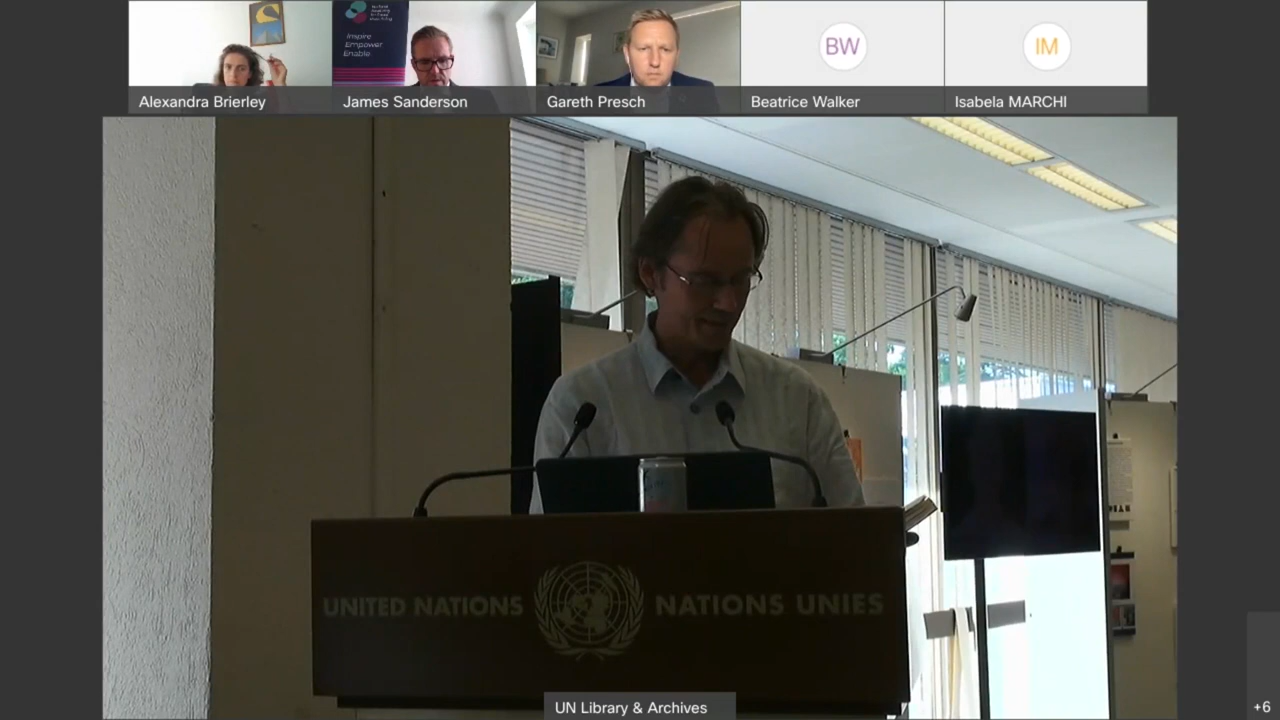 Inspire
Empower
Enable
Alexandra Brierley
James Sanderson
Gareth Presch
BW
Beatrice Walker
IM
Isabela MARCHI
UNITED NATIONS
NATIONS UNIES
UN Library & Archives
+6